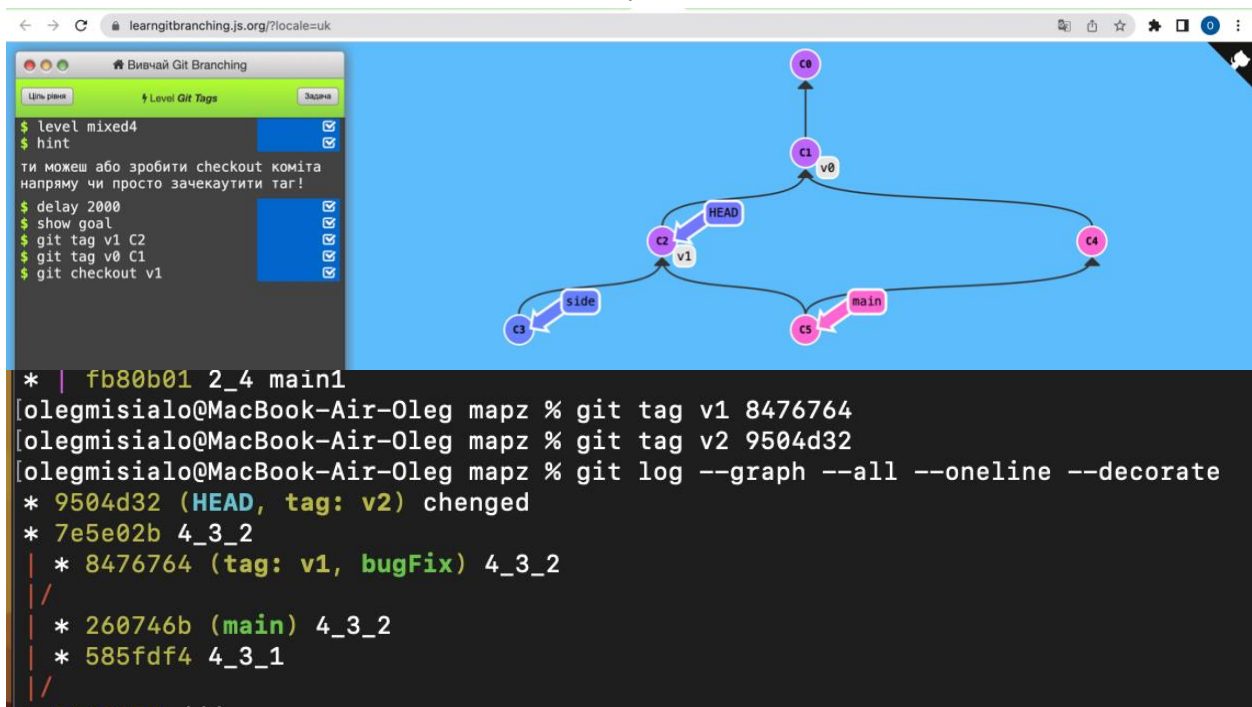 learngitbranching.js.org/?locale=uk
O
Вивчай Git Branching
Ціль рівня
Level Git Tags
Задача
$ level mixed4
$ hint
ти можеш або зробити checkout коміта
напряму чи просто зачекаутити таг!
$ delay 2000
$ show goal
$ git tag v1 C2
$ git tag v0 C1
$ git checkout v1
C0
C1
v0
HEAD
C2
v1
C4
side
C3
main
C5
* | fb80b01 2_4 main1
[olegmisialo@MacBook-Air-Oleg mapz % git tag v1 8476764
[olegmisialo@MacBook-Air-Oleg mapz % git tag v2 9504d32
[olegmisialo@MacBook-Air-Oleg mapz % git log --graph --all --oneline --decorate
* 9504d32 (HEAD, tag: v2) chenged
* 7e5e02b 4_3_2
| * 8476764 (tag: v1, bugFix) 4_3_2
|/
| * 260746b (main) 4_3_2
| * 585fdf4 4_3_1
|/